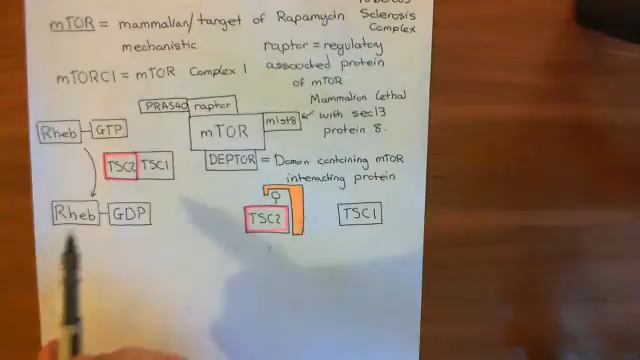 Sclerosis
Complex
mTOR = mammalian/target of Rapamycin
mechanistic
raptor = regulatory
associated protein
of mTOR
mTORC1 = mTOR Complex 1
PRAS40 raptor
mTOR
mlst8
Mammalian lethal
with sec13
protein 8.
Rheb GTP
TSC2 TSC1
DEPTOR = Domain containing mTOR
interacting protein
Rheb GDP
P
TSC2
TSC1